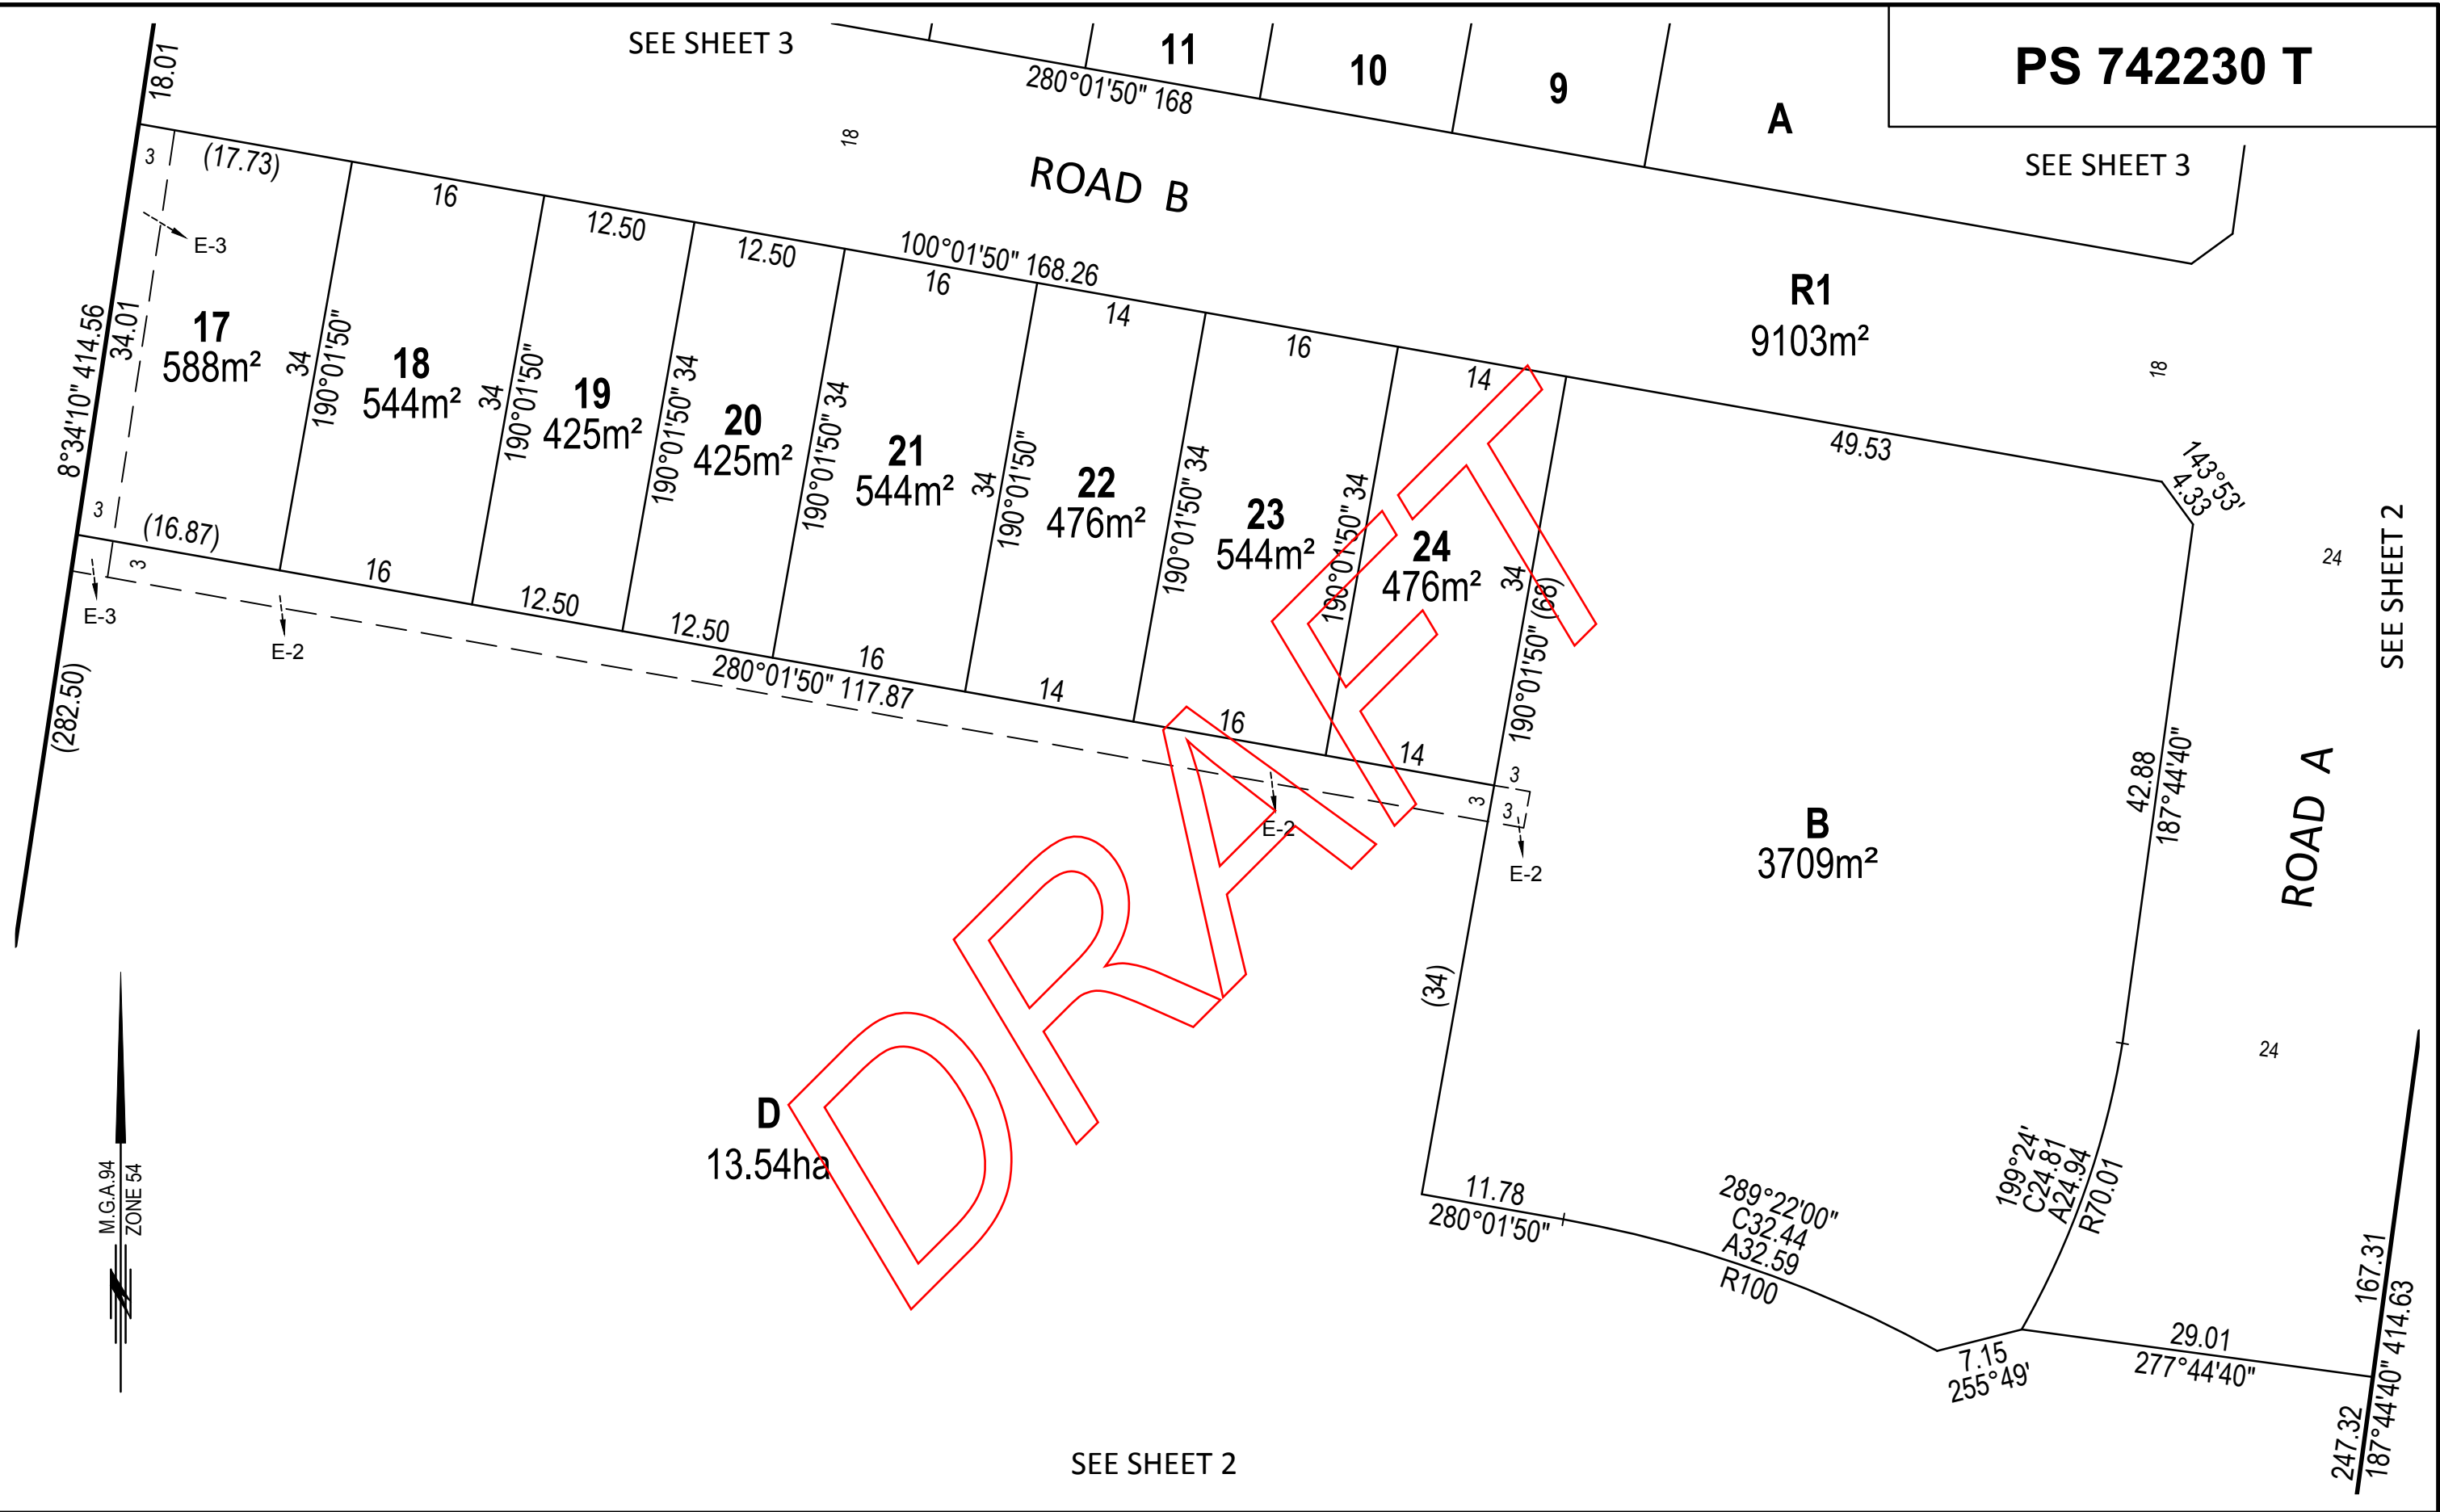 PS 742230 T
SEE SHEET 3
SEE SHEET 3
11
10
9
A
280°01'50" 168
18.01
18
ROAD B
3
(17.73)
16
12.50
12.50
100°01'50" 168.26
16
14
16
14
49.53
R1
9103m²
18
143°53'
4.33
E-3
8°34'10" 414.56
34.01
17
588m²
34
190°01'50"
18
544m²
34
190°01'50"
19
425m²
190°01'50" 34
20
425m²
190°01'50" 34
21
544m²
34
190°01'50"
22
476m²
190°01'50" 34
23
544m²
190°01'50" 34
24
476m²
34
190°01'50" (68)
24
SEE SHEET 2
3
(16.87)
3
16
12.50
12.50
16
280°01'50" 117.87
14
16
14
3
3
3
E-3
E-2
E-2
E-2
(282.50)
B
3709m²
42.88
187°44'40"
ROAD A
(34)
24
D
13.54ha
DRAFT
M.G.A.94
ZONE 54
N
11.78
280°01'50"
289°22'00"
C32.44
A32.59
R100
199°24'
C24.81
A24.94
R70.01
7.15
255°49'
29.01
277°44'40"
167.31
187°44'40" 414.63
247.32
SEE SHEET 2